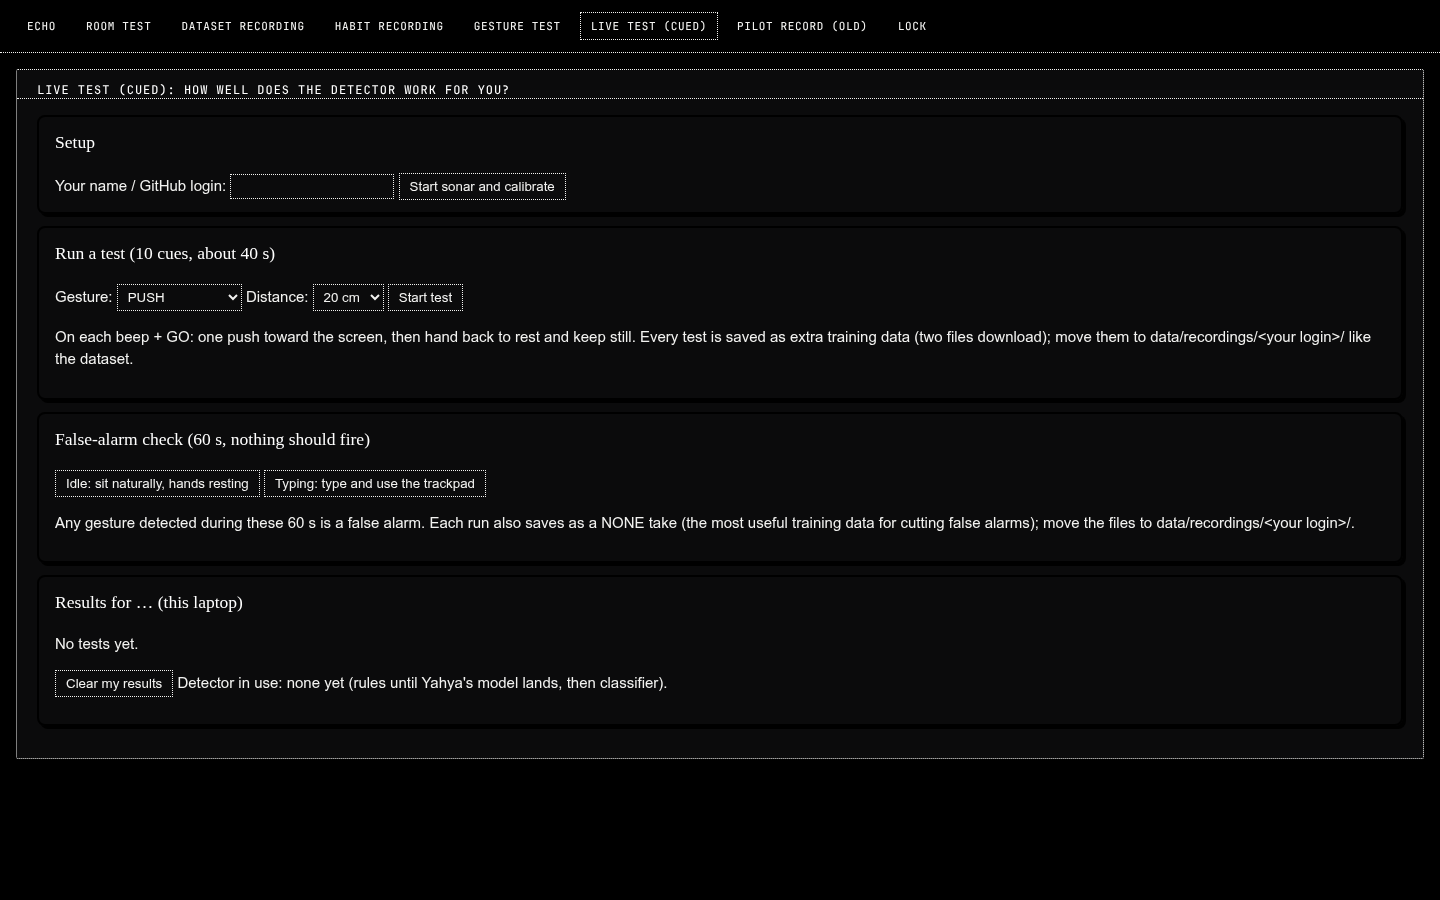 ECHO ROOM TEST DATASET RECORDING HABIT RECORDING GESTURE TEST LIVE TEST (CUED) PILOT RECORD (OLD) LOCK
LIVE TEST (CUED): HOW WELL DOES THE DETECTOR WORK FOR YOU?
Setup
Your name / GitHub login: Start sonar and calibrate
Run a test (10 cues, about 40 s)
Gesture: PUSH Distance: 20 cm Start test
On each beep + GO: one push toward the screen, then hand back to rest and keep still. Every test is saved as extra training data (two files download); move them to data/recordings/<your login>/ like
the dataset.
False-alarm check (60 s, nothing should fire)
Idle: sit naturally, hands resting Typing: type and use the trackpad
Any gesture detected during these 60 s is a false alarm. Each run also saves as a NONE take (the most useful training data for cutting false alarms); move the files to data/recordings/<your login>/.
Results for … (this laptop)
No tests yet.
Clear my results Detector in use: none yet (rules until Yahya's model lands, then classifier).